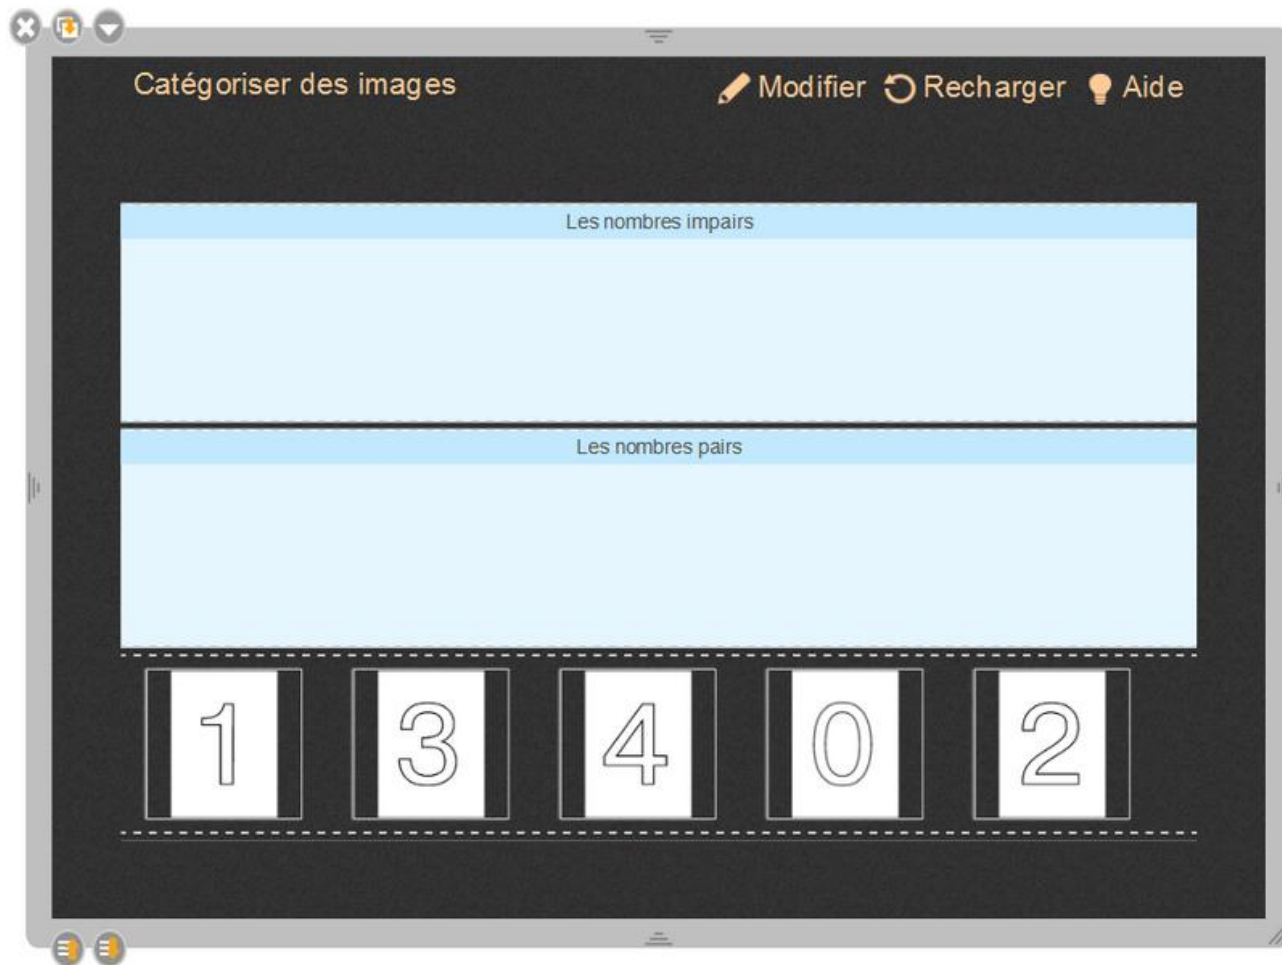 Catégoriser des images
Modifier Recharger Aide
Les nombres impairs
Les nombres pairs
1 3 4 0 2